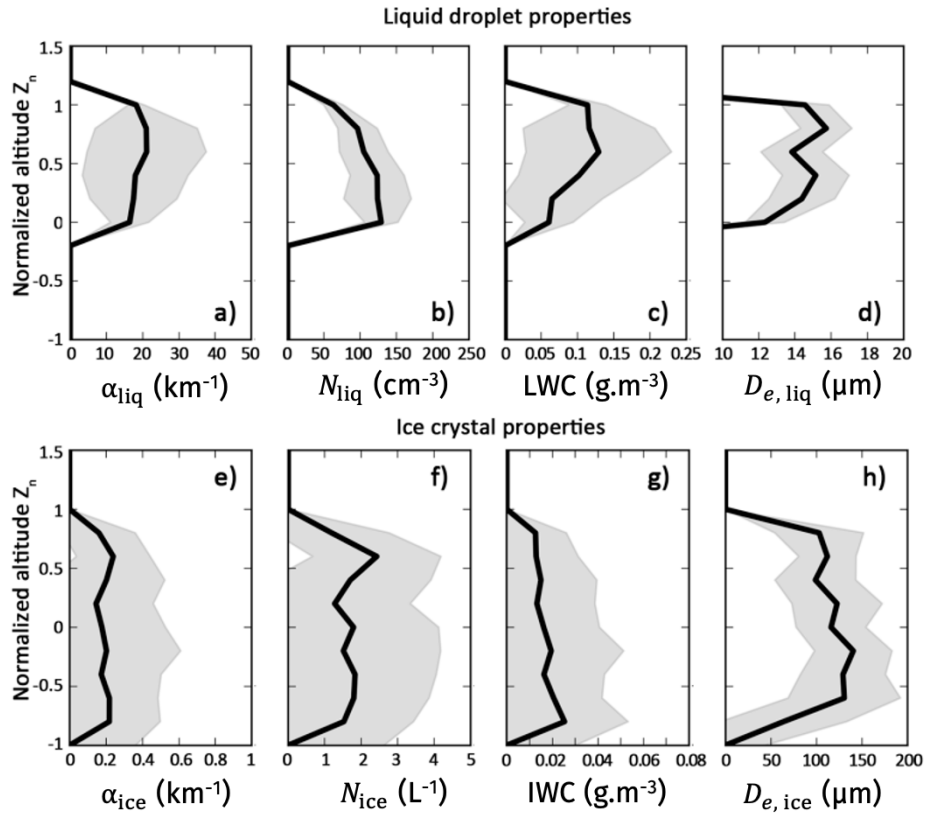 Liquid droplet properties
Normalized altitude Zn
1.5
1
0.5
0
-0.5
-1
a)
b)
c)
d)
0 10 20 30 40 50
0 50 100 150 200 250
0 0.05 0.1 0.15 0.2 0.25
10 12 14 16 18 20
αliq (km-1)
Nliq (cm-3)
LWC (g.m-3)
De, liq (μm)
Ice crystal properties
Normalized altitude Zn
1.5
1
0.5
0
-0.5
-1
e)
f)
g)
h)
0 0.2 0.4 0.6 0.8 1
0 1 2 3 4 5
0 0.02 0.04 0.06 0.08
0 50 100 150 200
αice (km-1)
Nice (L-1)
IWC (g.m-3)
De, ice (μm)